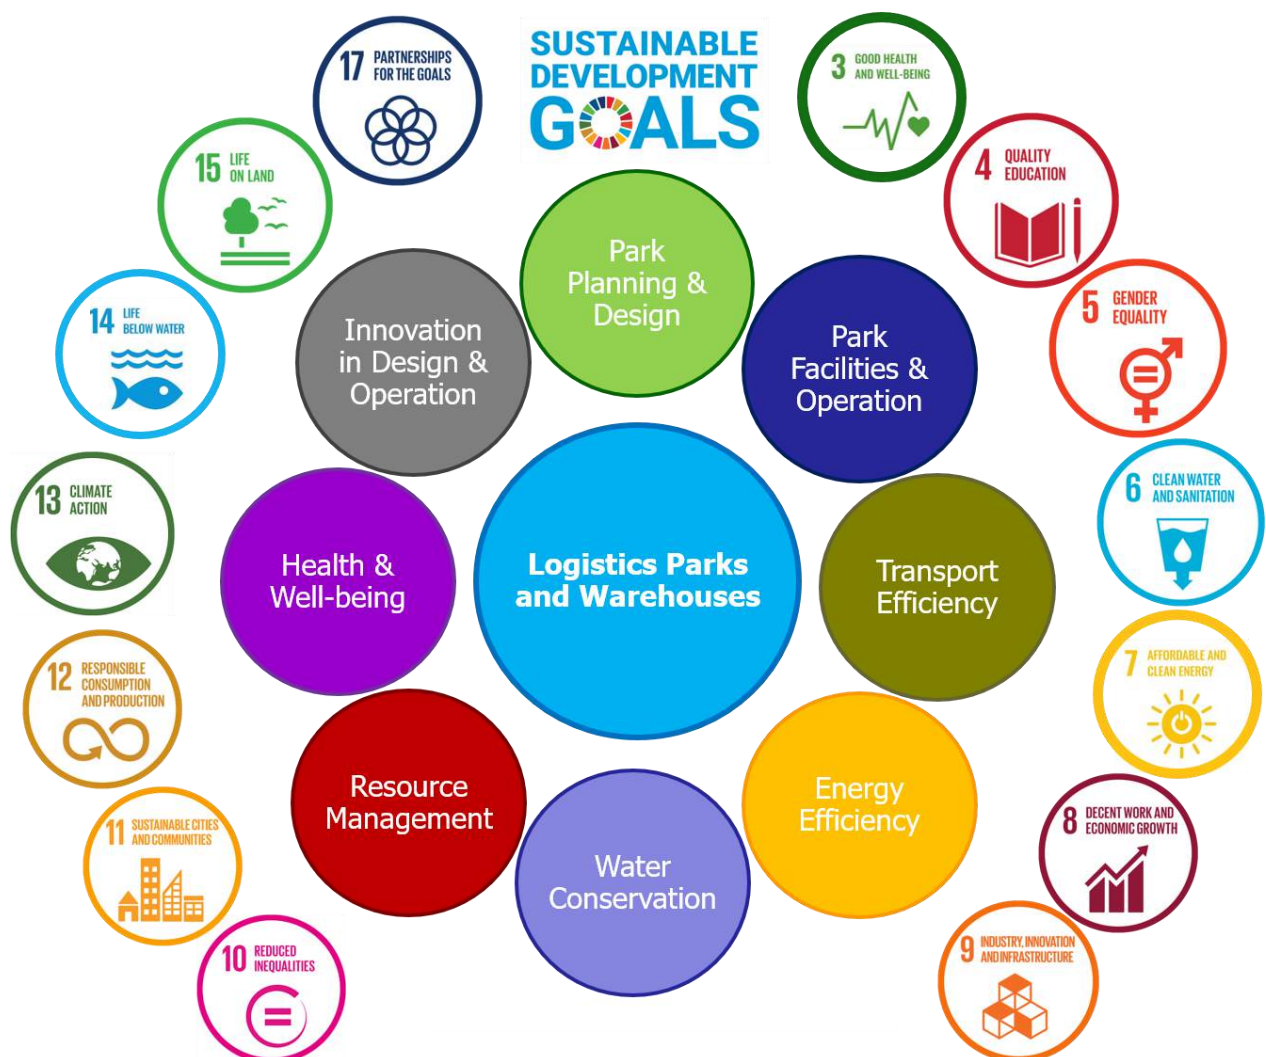 SUSTAINABLE
DEVELOPMENT
GOALS
17 PARTNERSHIPS
FOR THE GOALS
3 GOOD HEALTH
AND WELL-BEING
15 LIFE
ON LAND
4 QUALITY
EDUCATION
14 LIFE
BELOW WATER
5 GENDER
EQUALITY
13 CLIMATE
ACTION
6 CLEAN WATER
AND SANITATION
12 RESPONSIBLE
CONSUMPTION
AND PRODUCTION
7 AFFORDABLE AND
CLEAN ENERGY
11 SUSTAINABLE CITIES
AND COMMUNITIES
8 DECENT WORK AND
ECONOMIC GROWTH
10 REDUCED
INEQUALITIES
9 INDUSTRY, INNOVATION
AND INFRASTRUCTURE
Park
Planning &
Design
Innovation
in Design &
Operation
Park
Facilities &
Operation
Health &
Well-being
Logistics Parks
and Warehouses
Transport
Efficiency
Resource
Management
Energy
Efficiency
Water
Conservation